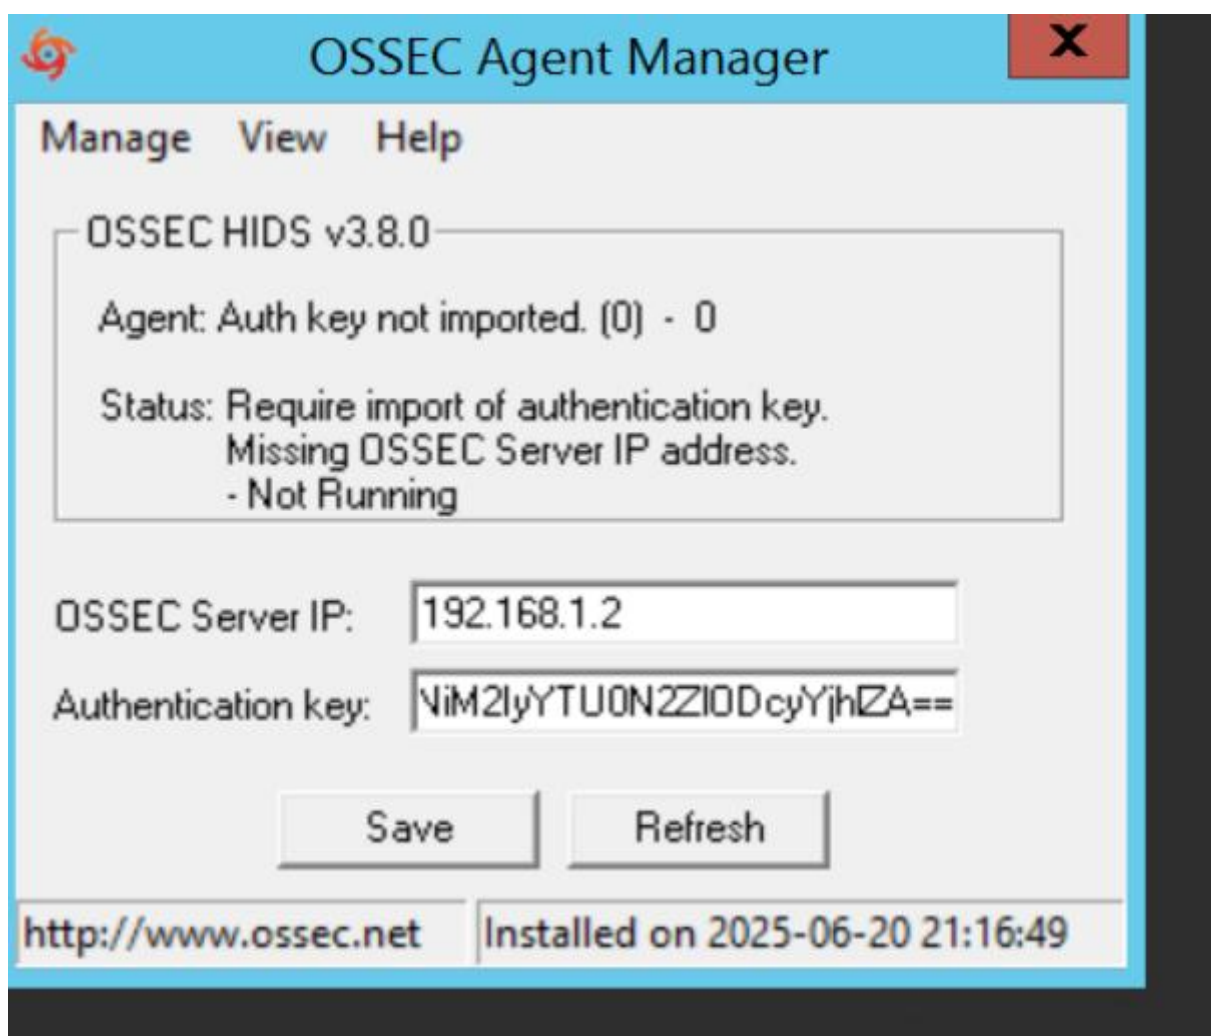 OSSEC Agent Manager
Manage View Help
OSSEC HIDS v3.8.0
Agent: Auth key not imported. (0) - 0
Status: Require import of authentication key.
Missing OSSEC Server IP address.
- Not Running
OSSEC Server IP: 192.168.1.2
Authentication key:
Save Refresh
http://www.ossec.net Installed on 2025-06-20 21:16:49